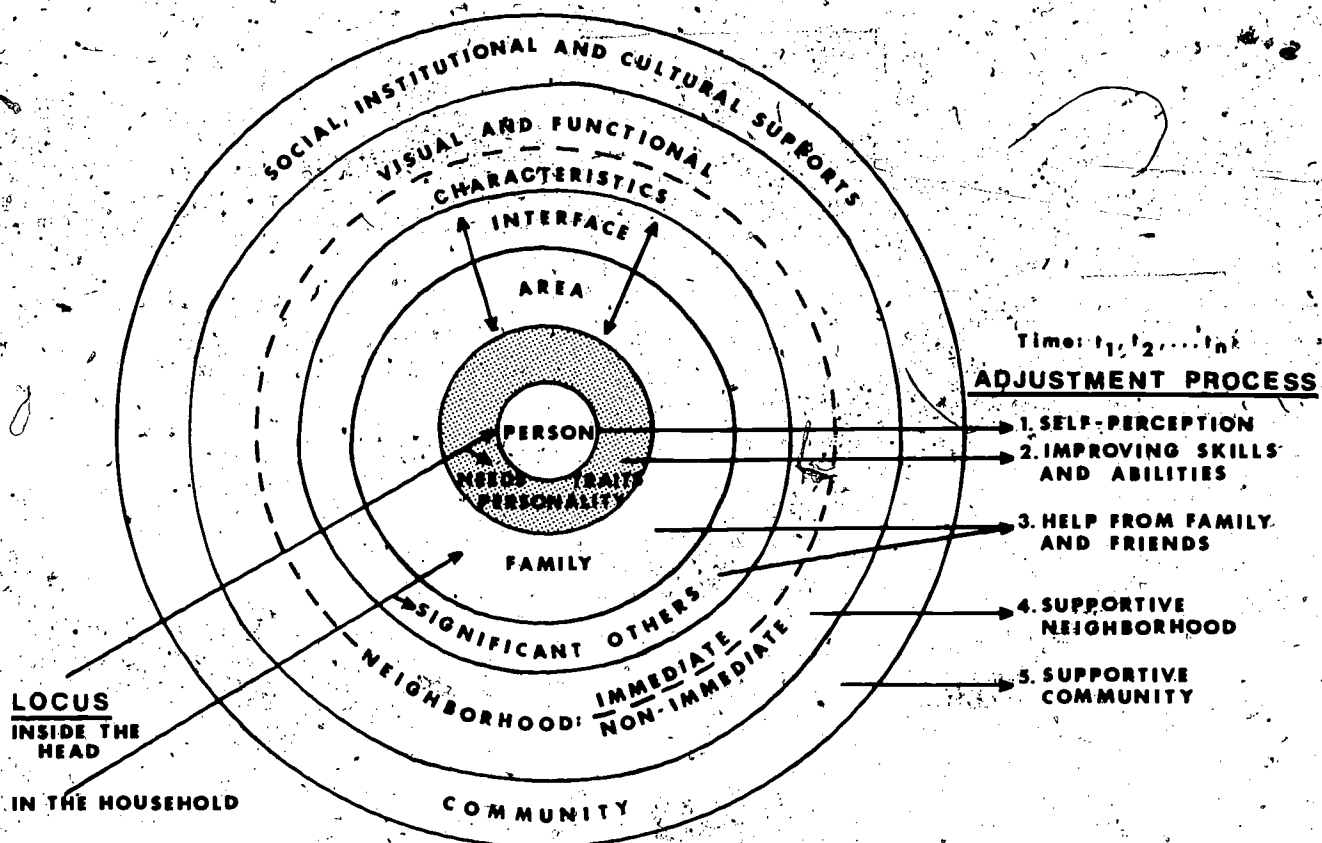 SOCIAL, INSTITUTIONAL AND CULTURAL SUPPORTS
VISUAL AND FUNCTIONAL
CHARACTERISTICS
INTERFACE
AREA
PERSON
NEEDS TRAITS
PERSONALITY
FAMILY
SIGNIFICANT OTHERS
NEIGHBORHOOD: IMMEDIATE
NON-IMMEDIATE
COMMUNITY
LOCUS
INSIDE THE
HEAD
IN THE HOUSEHOLD
Time: t1, t2,...tn
ADJUSTMENT PROCESS
1. SELF-PERCEPTION
2. IMPROVING SKILLS
AND ABILITIES
3. HELP FROM FAMILY
AND FRIENDS
4. SUPPORTIVE
NEIGHBORHOOD
5. SUPPORTIVE
COMMUNITY